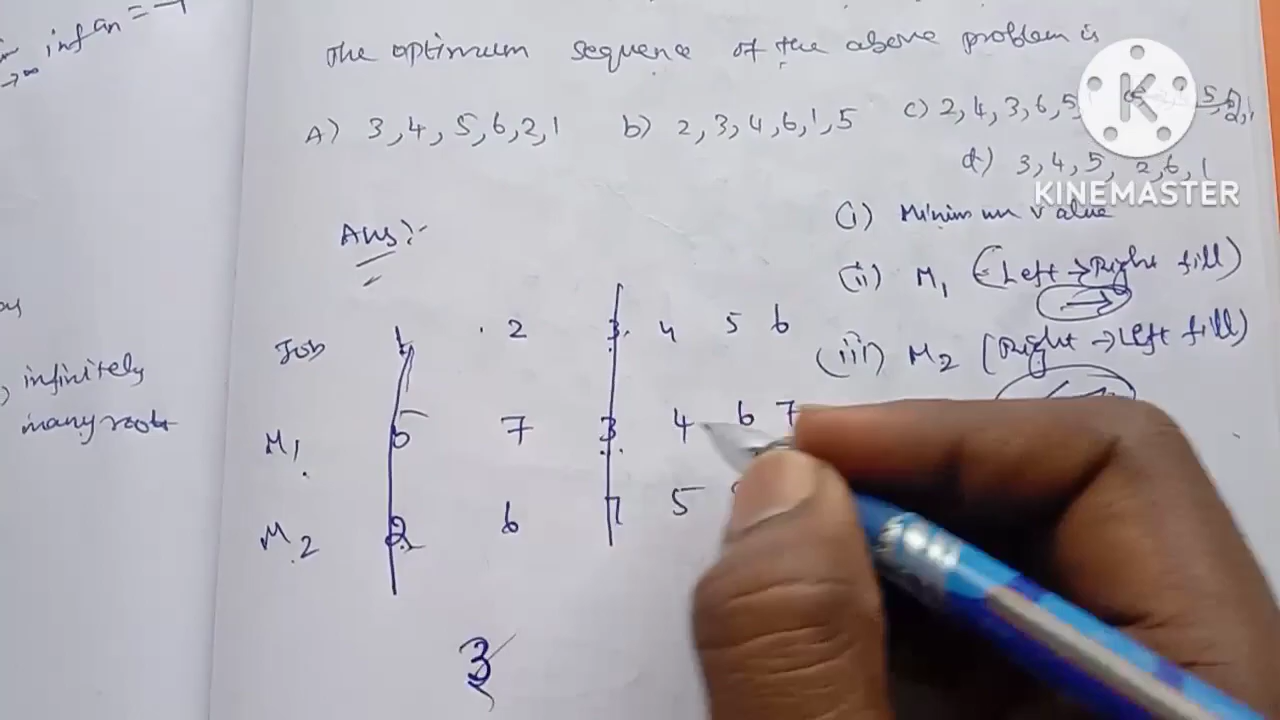 inf an = -1
→∞
The optimum sequence of the above problem is
A) 3,4,5,6,2,1 b) 2,3,4,6,1,5 c) 2,4,3,6,5
d) 3,4,5,2,6,1
KINEMASTER
Ans:-
(i) Minimum value
(ii) M1 (Left → Right fill)
(iii) M2 (Right → Left fill)
Job 1 2 3 4 5 6
M1 5 7 3 4 6 7
M2 2 6 7 5
3
) infinitely
many roots